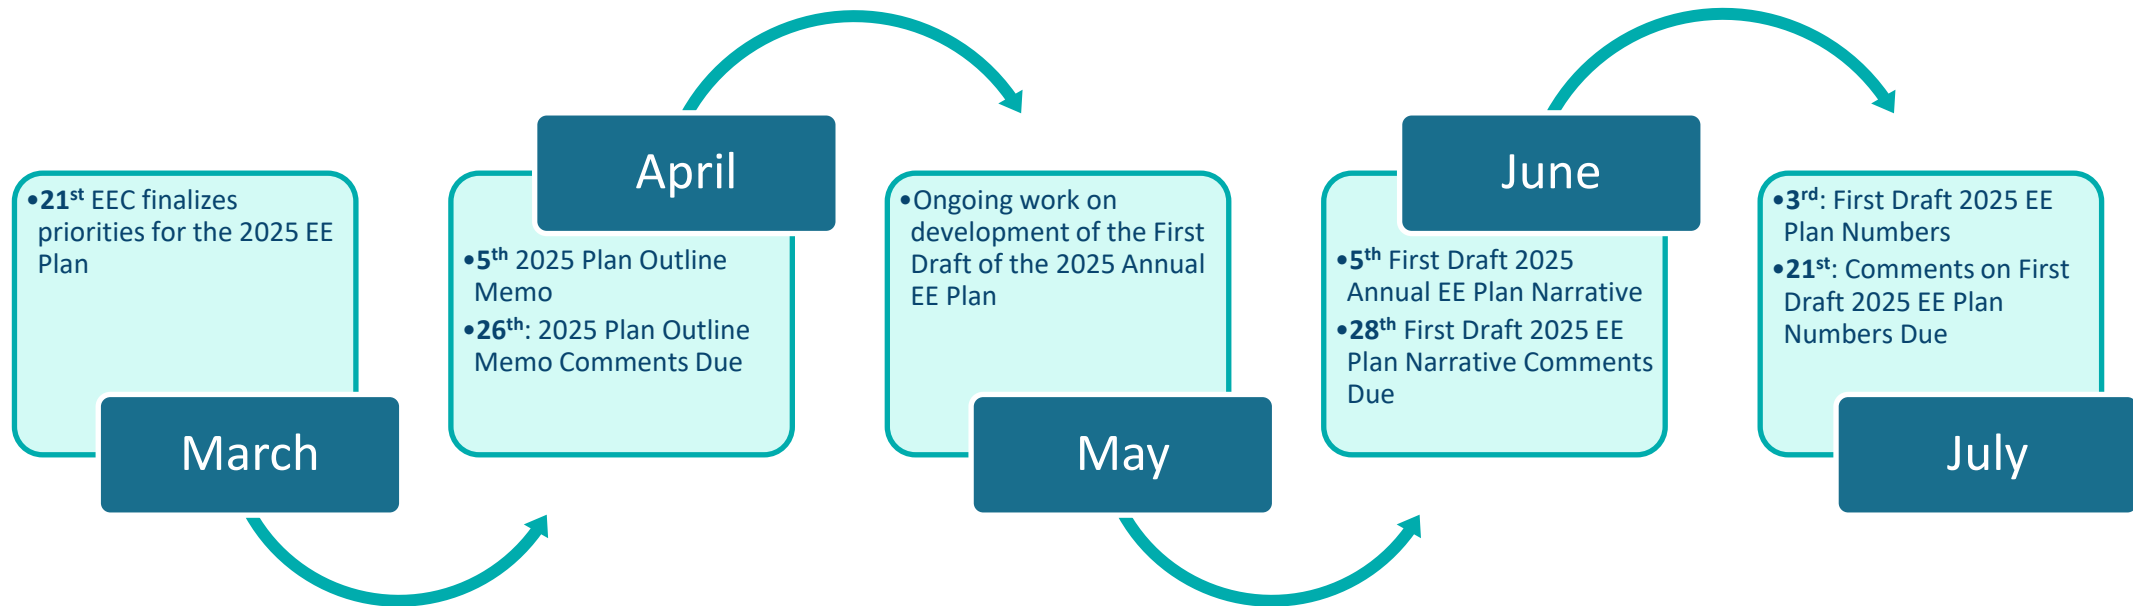 •21st EEC finalizes
priorities for the 2025 EE
Plan
March
April
•5th 2025 Plan Outline
Memo
•26th: 2025 Plan Outline
Memo Comments Due
•Ongoing work on
development of the First
Draft of the 2025 Annual
EE Plan
May
June
•5th First Draft 2025
Annual EE Plan Narrative
•28th First Draft 2025 EE
Plan Narrative Comments
Due
•3rd: First Draft 2025 EE
Plan Numbers
•21st: Comments on First
Draft 2025 EE Plan
Numbers Due
July